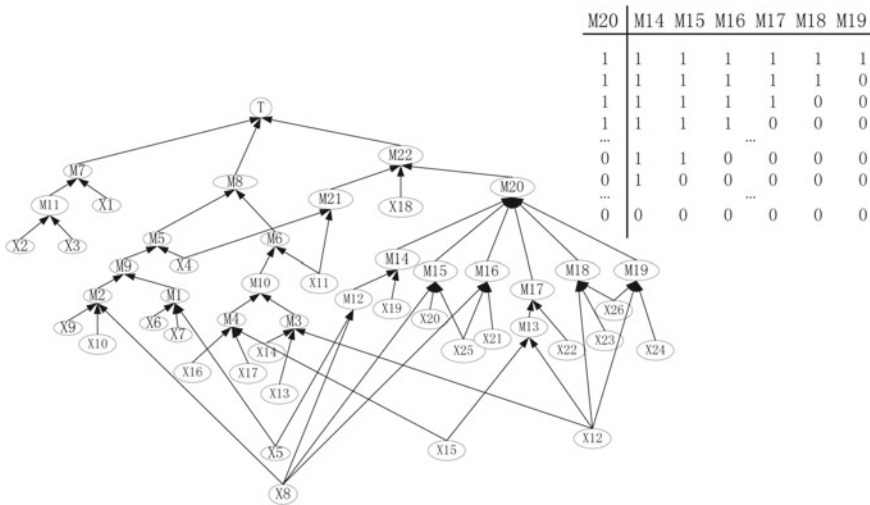 M20 M14 M15 M16 M17 M18 M19
1 1 1 1 1 1 1
1 1 1 1 1 1 0
1 1 1 1 1 0 0
1 1 1 1 0 0 0
... ...
0 1 1 0 0 0 0
0 1 0 0 0 0 0
... ...
0 0 0 0 0 0 0
T
M7 M8 M22
M11 X1 M21 X18 M20
X2 X3 M5 X4 M6
M9 M10 X11 M14 M15 M16 M17 M18 M19
M2 M1 M12 X19 X20 X26
X9 X10 X6 X7 M4 M3 M13 X21
X14 X25 X22 X23 X24
X16 X17 X13
X5 X15 X12
X8